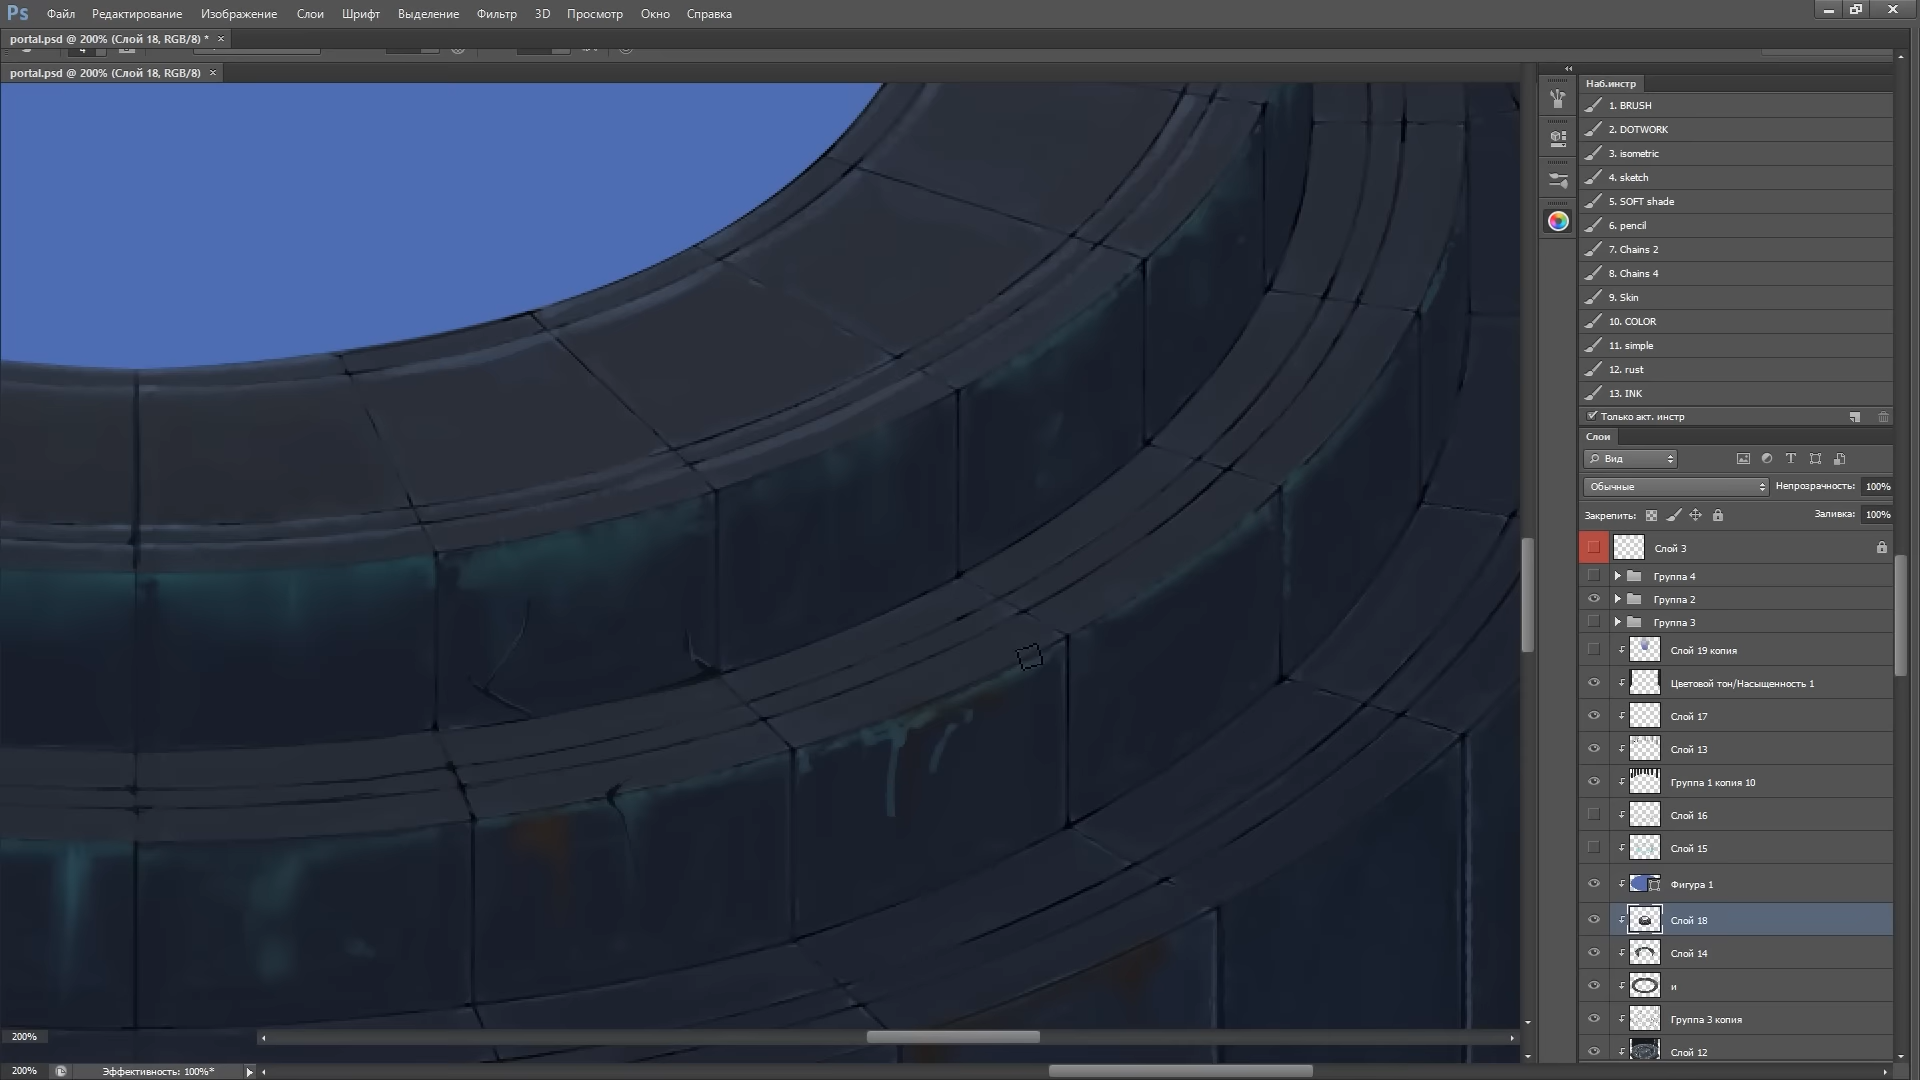 Ps Файл Редактирование Изображение Слои Шрифт Выделение Фильтр 3D Просмотр Окно Справка
portal.psd @ 200% (Слой 18, RGB/8) * ×
portal.psd @ 200% (Слой 18, RGB/8) ×
Наб.инстр
1. BRUSH
2. DOTWORK
3. isometric
4. sketch
5. SOFT shade
6. pencil
7. Chains 2
8. Chains 4
9. Skin
10. COLOR
11. simple
12. rust
13. INK
Только акт. инстр
Слои
Вид
Обычные Непрозрачность: 100%
Закрепить: Заливка: 100%
Слой 3
Группа 4
Группа 2
Группа 3
Слой 19 копия
Цветовой тон/Насыщенность 1
Слой 17
Слой 13
Группа 1 копия 10
Слой 16
Слой 15
Фигура 1
Слой 18
Слой 14
и
Группа 3 копия
Слой 12
200%
200% Эффективность: 100%*